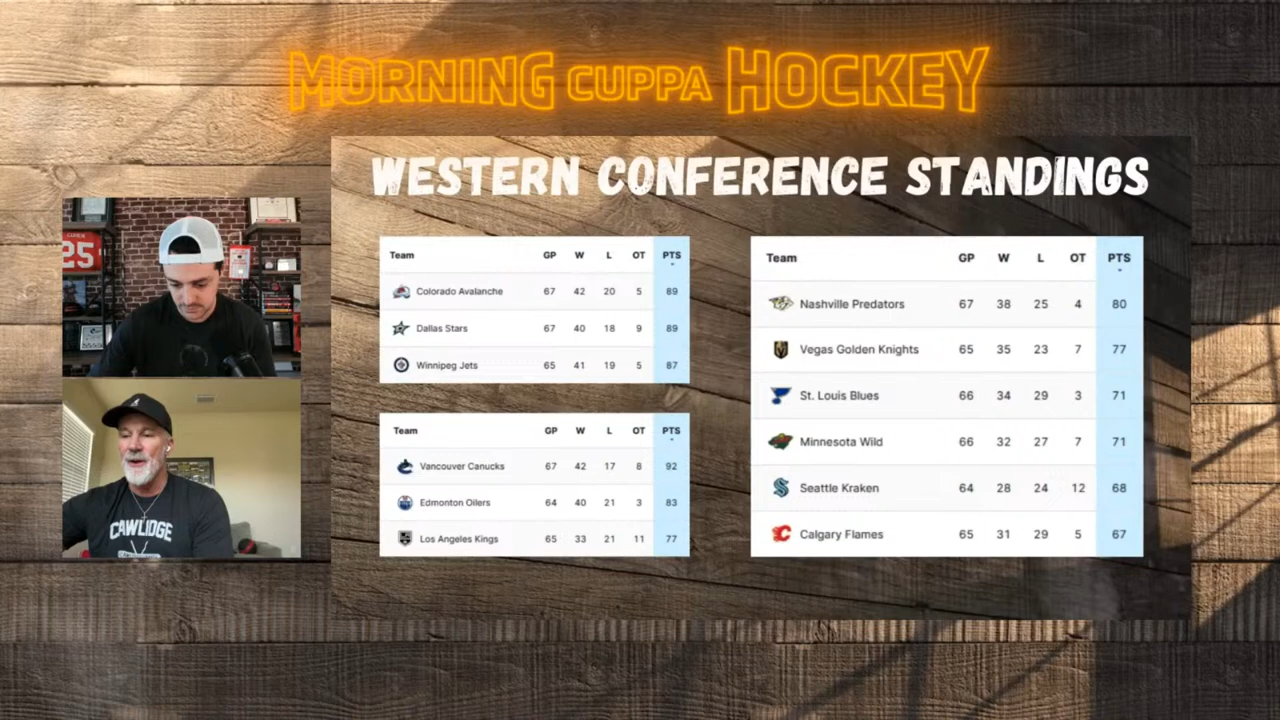 MORNING CUPPA HOCKEY
WESTERN CONFERENCE STANDINGS
Team GP W L OT PTS
Colorado Avalanche 67 42 20 5 89
Dallas Stars 67 40 18 9 89
Winnipeg Jets 65 41 19 5 87
Team GP W L OT PTS
Vancouver Canucks 67 42 17 8 92
Edmonton Oilers 64 40 21 3 83
Los Angeles Kings 65 33 21 11 77
Team GP W L OT PTS
Nashville Predators 67 38 25 4 80
Vegas Golden Knights 65 35 23 7 77
St. Louis Blues 66 34 29 3 71
Minnesota Wild 66 32 27 7 71
Seattle Kraken 64 28 24 12 68
Calgary Flames 65 31 29 5 67
25
CAWLIDGE